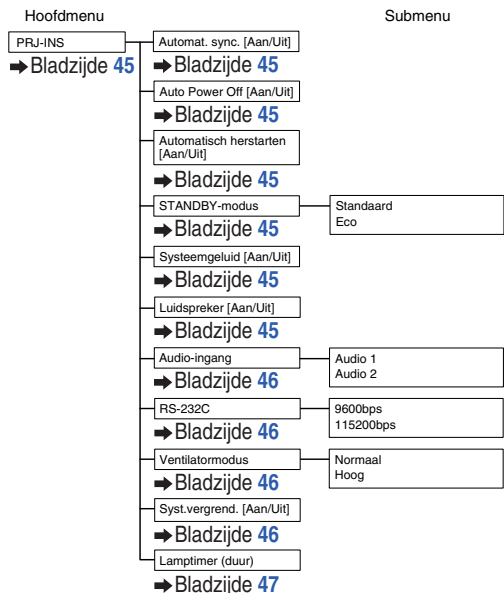 Hoofdmenu Submenu
PRJ-INS
➡ Bladzijde 45
Automat. sync. [Aan/Uit]
➡ Bladzijde 45
Auto Power Off [Aan/Uit]
➡ Bladzijde 45
Automatisch herstarten
[Aan/Uit]
➡ Bladzijde 45
STANDBY-modus
➡ Bladzijde 45
Standaard
Eco
Systeemgeluid [Aan/Uit]
➡ Bladzijde 45
Luidspreker [Aan/Uit]
➡ Bladzijde 45
Audio-ingang
➡ Bladzijde 46
Audio 1
Audio 2
RS-232C
➡ Bladzijde 46
9600bps
115200bps
Ventilatormodus
➡ Bladzijde 46
Normaal
Hoog
Syst.vergrend. [Aan/Uit]
➡ Bladzijde 46
Lamptimer (duur)
➡ Bladzijde 47